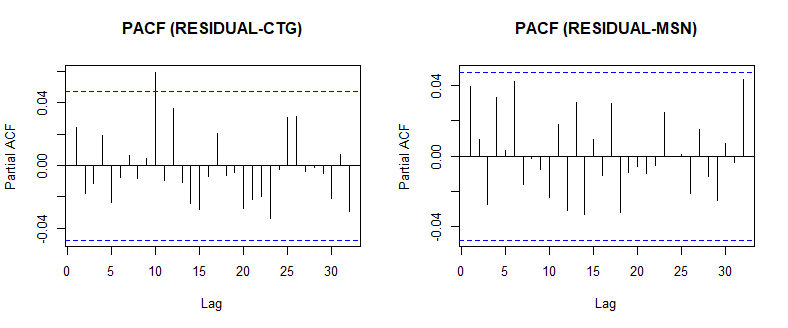 PACF (RESIDUAL-CTG)
Partial ACF
0.04
0.00
-0.04
0 5 10 15 20 25 30
Lag
PACF (RESIDUAL-MSN)
Partial ACF
0.04
0.00
-0.04
0 5 10 15 20 25 30
Lag